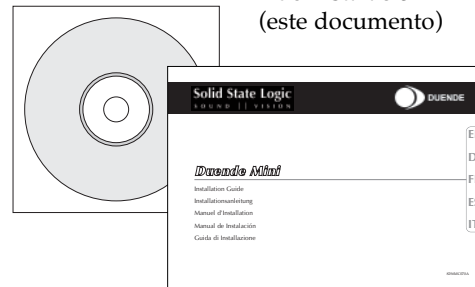 (este documento)
Solid State Logic
SOUND || VISION
DUENDE
Duende Mini
Installation Guide
Installationsanleitung
Manuel d'Installation
Manual de Instalación
Guida di Installazione
E
D
F
E
IT